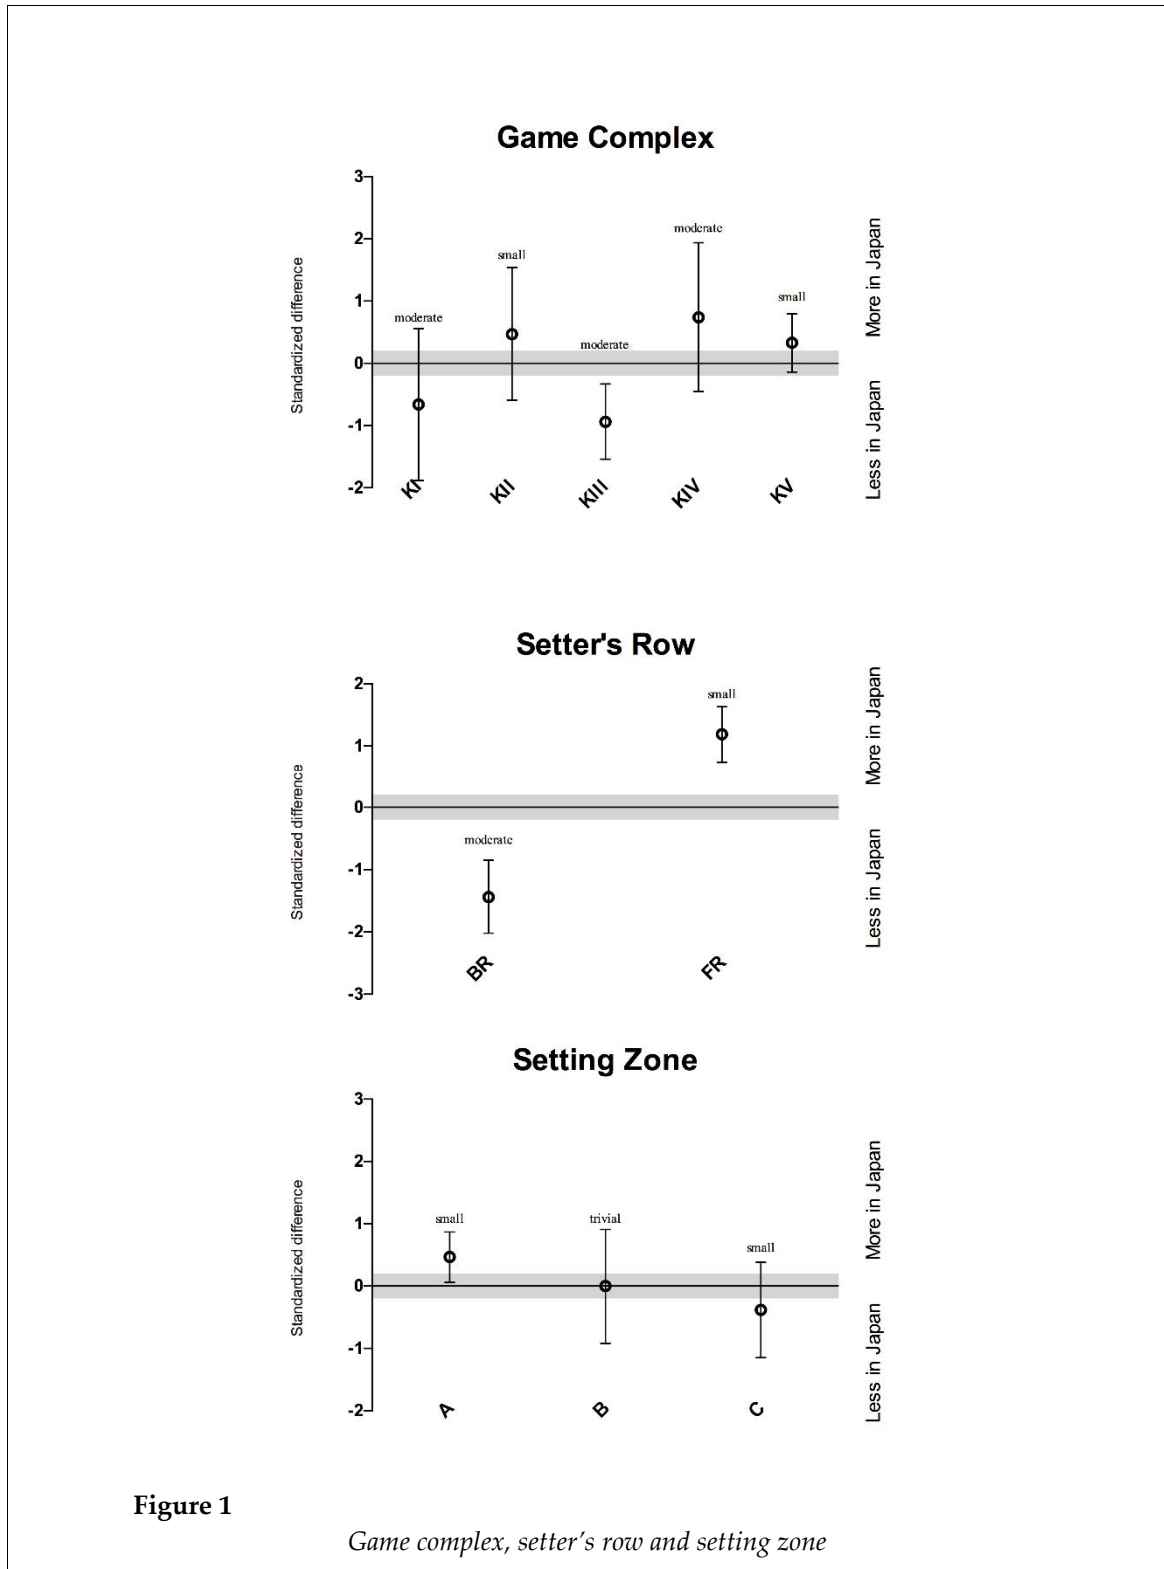 Game Complex
3
2
1
0
-1
-2
Standardized difference
moderate
small
moderate
moderate
small
KI
KII
KIII
KIV
KV
More in Japan
Less in Japan
Setter's Row
2
1
0
-1
-2
-3
Standardized difference
moderate
small
BR
FR
More in Japan
Less in Japan
Setting Zone
3
2
1
0
-1
-2
Standardized difference
small
trivial
small
A
B
C
More in Japan
Less in Japan
Figure 1
Game complex, setter’s row and setting zone